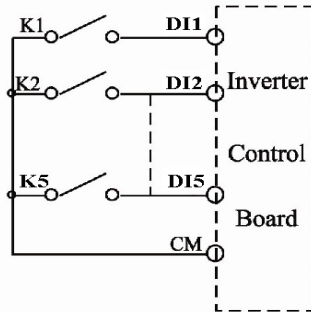 K1 DI1
K2 DI2 Inverter
Control
K5 DI5
Board
CM